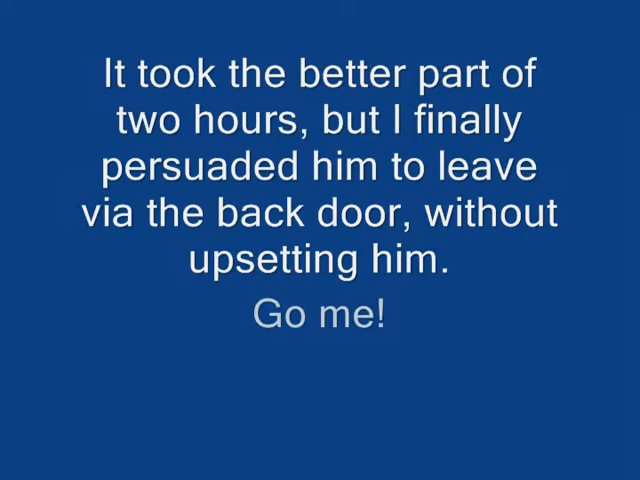 It took the better part of
two hours, but I finally
persuaded him to leave
via the back door, without
upsetting him.
Go me!